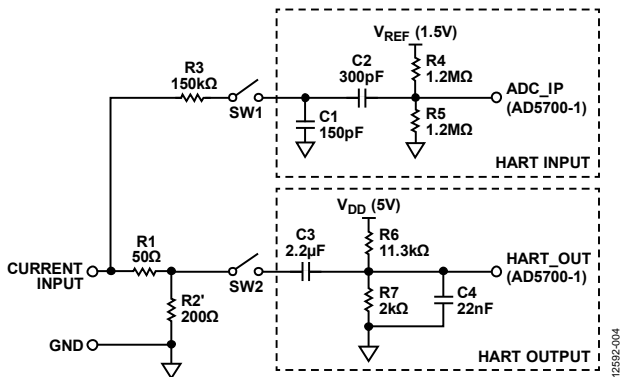 V_REF (1.5V)
R3
150kΩ
SW1
C2
300pF
R4
1.2MΩ
ADC_IP
(AD5700-1)
C1
150pF
R5
1.2MΩ
HART INPUT
V_DD (5V)
R1
50Ω
CURRENT
INPUT
SW2
C3
2.2µF
R6
11.3kΩ
HART_OUT
(AD5700-1)
R2'
200Ω
R7
2kΩ
C4
22nF
GND
HART OUTPUT
12592-004